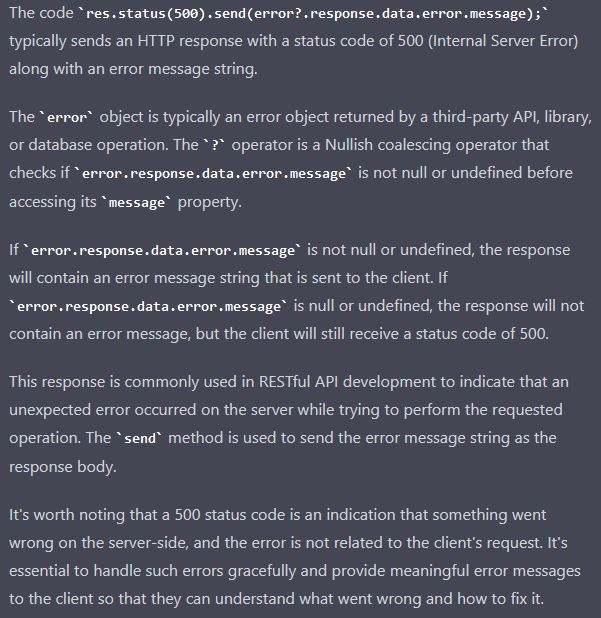 The code `res.status(500).send(error?.response.data.error.message);`
typically sends an HTTP response with a status code of 500 (Internal Server Error)
along with an error message string.
The `error` object is typically an error object returned by a third-party API, library,
or database operation. The `?` operator is a Nullish coalescing operator that
checks if `error.response.data.error.message` is not null or undefined before
accessing its `message` property.
If `error.response.data.error.message` is not null or undefined, the response
will contain an error message string that is sent to the client. If
`error.response.data.error.message` is null or undefined, the response will not
contain an error message, but the client will still receive a status code of 500.
This response is commonly used in RESTful API development to indicate that an
unexpected error occurred on the server while trying to perform the requested
operation. The `send` method is used to send the error message string as the
response body.
It's worth noting that a 500 status code is an indication that something went
wrong on the server-side, and the error is not related to the client's request. It's
essential to handle such errors gracefully and provide meaningful error messages
to the client so that they can understand what went wrong and how to fix it.